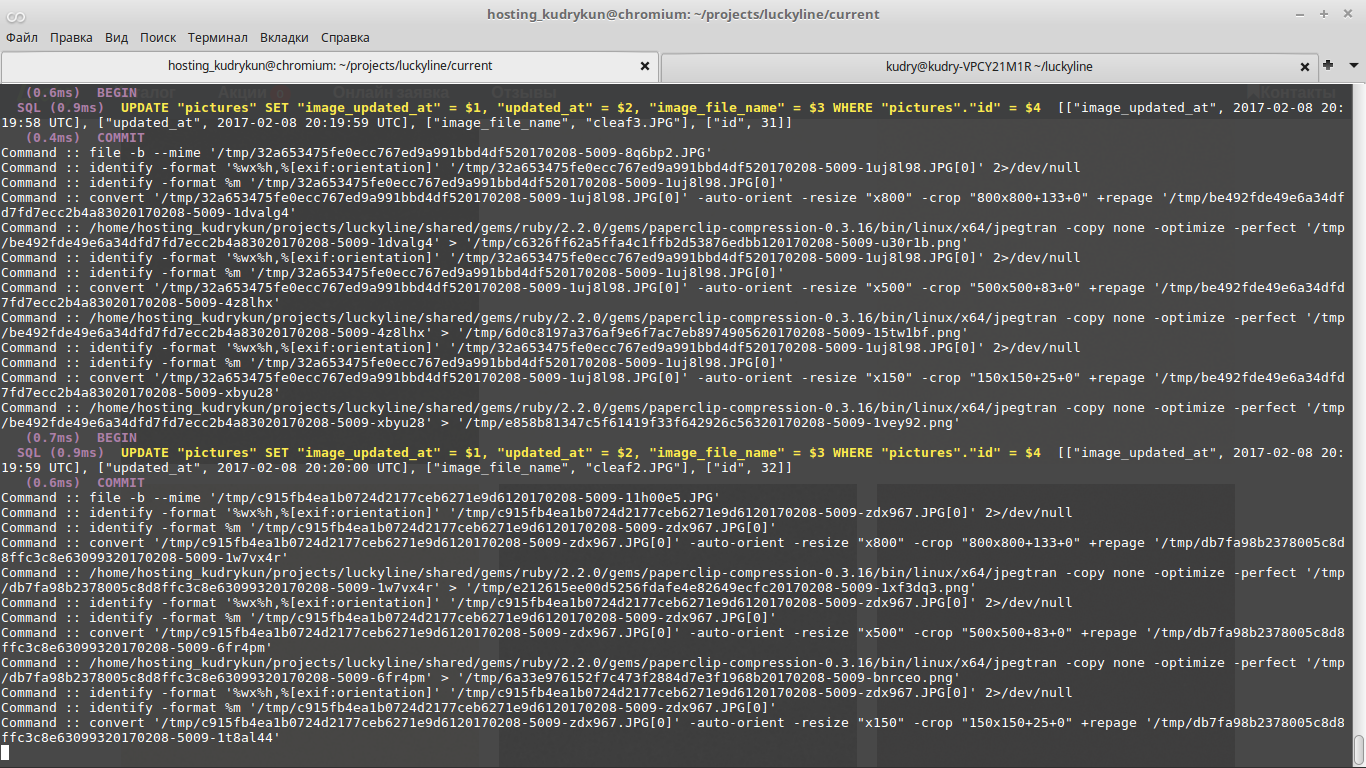 hosting_kudrykun@chromium: ~/projects/luckyline/current
Файл Правка Вид Поиск Терминал Вкладки Справка
hosting_kudrykun@chromium: ~/projects/luckyline/current
kudry@kudry-VPCY21M1R ~/luckyline
(0.6ms)  BEGIN
Акции
Онлайн заявка
Отзывы
Контакты
SQL (0.9ms)  UPDATE "pictures" SET "image_updated_at" = $1, "updated_at" = $2, "image_file_name" = $3 WHERE "pictures"."id" = $4  [["image_updated_at", 2017-02-08 20:
19:58 UTC], ["updated_at", 2017-02-08 20:19:59 UTC], ["image_file_name", "cleaf3.JPG"], ["id", 31]]
(0.4ms)  COMMIT
Command :: file -b --mime '/tmp/32a653475fe0ecc767ed9a991bbd4df520170208-5009-8q6bp2.JPG'
Command :: identify -format '%wx%h,%[exif:orientation]' '/tmp/32a653475fe0ecc767ed9a991bbd4df520170208-5009-1uj8l98.JPG[0]' 2>/dev/null
Command :: identify -format %m '/tmp/32a653475fe0ecc767ed9a991bbd4df520170208-5009-1uj8l98.JPG[0]'
Command :: convert '/tmp/32a653475fe0ecc767ed9a991bbd4df520170208-5009-1uj8l98.JPG[0]' -auto-orient -resize "x800" -crop "800x800+133+0" +repage '/tmp/be492fde49e6a34df
d7fd7ecc2b4a83020170208-5009-1dvalg4'
Command :: /home/hosting_kudrykun/projects/luckyline/shared/gems/ruby/2.2.0/gems/paperclip-compression-0.3.16/bin/linux/x64/jpegtran -copy none -optimize -perfect '/tmp
/be492fde49e6a34dfd7fd7ecc2b4a83020170208-5009-1dvalg4' > '/tmp/c6326ff62a5ffa4c1ffb2d53876edbb120170208-5009-u30r1b.png'
Command :: identify -format '%wx%h,%[exif:orientation]' '/tmp/32a653475fe0ecc767ed9a991bbd4df520170208-5009-1uj8l98.JPG[0]' 2>/dev/null
Command :: identify -format %m '/tmp/32a653475fe0ecc767ed9a991bbd4df520170208-5009-1uj8l98.JPG[0]'
Command :: convert '/tmp/32a653475fe0ecc767ed9a991bbd4df520170208-5009-1uj8l98.JPG[0]' -auto-orient -resize "x500" -crop "500x500+83+0" +repage '/tmp/be492fde49e6a34dfd
7fd7ecc2b4a83020170208-5009-4z8lhx'
Command :: /home/hosting_kudrykun/projects/luckyline/shared/gems/ruby/2.2.0/gems/paperclip-compression-0.3.16/bin/linux/x64/jpegtran -copy none -optimize -perfect '/tmp
/be492fde49e6a34dfd7fd7ecc2b4a83020170208-5009-4z8lhx' > '/tmp/6d0c8197a376af9e6f7ac7eb8974905620170208-5009-15tw1bf.png'
Command :: identify -format '%wx%h,%[exif:orientation]' '/tmp/32a653475fe0ecc767ed9a991bbd4df520170208-5009-1uj8l98.JPG[0]' 2>/dev/null
Command :: identify -format %m '/tmp/32a653475fe0ecc767ed9a991bbd4df520170208-5009-1uj8l98.JPG[0]'
Command :: convert '/tmp/32a653475fe0ecc767ed9a991bbd4df520170208-5009-1uj8l98.JPG[0]' -auto-orient -resize "x150" -crop "150x150+25+0" +repage '/tmp/be492fde49e6a34dfd
7fd7ecc2b4a83020170208-5009-xbyu28'
Command :: /home/hosting_kudrykun/projects/luckyline/shared/gems/ruby/2.2.0/gems/paperclip-compression-0.3.16/bin/linux/x64/jpegtran -copy none -optimize -perfect '/tmp
/be492fde49e6a34dfd7fd7ecc2b4a83020170208-5009-xbyu28' > '/tmp/e858b81347c5f61419f33f642926c56320170208-5009-1vey92.png'
(0.7ms)  BEGIN
SQL (0.9ms)  UPDATE "pictures" SET "image_updated_at" = $1, "updated_at" = $2, "image_file_name" = $3 WHERE "pictures"."id" = $4  [["image_updated_at", 2017-02-08 20:
19:59 UTC], ["updated_at", 2017-02-08 20:20:00 UTC], ["image_file_name", "cleaf2.JPG"], ["id", 32]]
(0.6ms)  COMMIT
Command :: file -b --mime '/tmp/c915fb4ea1b0724d2177ceb6271e9d6120170208-5009-11h00e5.JPG'
Command :: identify -format '%wx%h,%[exif:orientation]' '/tmp/c915fb4ea1b0724d2177ceb6271e9d6120170208-5009-zdx967.JPG[0]' 2>/dev/null
Command :: identify -format %m '/tmp/c915fb4ea1b0724d2177ceb6271e9d6120170208-5009-zdx967.JPG[0]'
Command :: convert '/tmp/c915fb4ea1b0724d2177ceb6271e9d6120170208-5009-zdx967.JPG[0]' -auto-orient -resize "x800" -crop "800x800+133+0" +repage '/tmp/db7fa98b2378005c8d
8ffc3c8e63099320170208-5009-1w7vx4r'
Command :: /home/hosting_kudrykun/projects/luckyline/shared/gems/ruby/2.2.0/gems/paperclip-compression-0.3.16/bin/linux/x64/jpegtran -copy none -optimize -perfect '/tmp
/db7fa98b2378005c8d8ffc3c8e63099320170208-5009-1w7vx4r' > '/tmp/e212615ee00d5256fdafe4e82649ecfc20170208-5009-1xf3dq3.png'
Command :: identify -format '%wx%h,%[exif:orientation]' '/tmp/c915fb4ea1b0724d2177ceb6271e9d6120170208-5009-zdx967.JPG[0]' 2>/dev/null
Command :: identify -format %m '/tmp/c915fb4ea1b0724d2177ceb6271e9d6120170208-5009-zdx967.JPG[0]'
Command :: convert '/tmp/c915fb4ea1b0724d2177ceb6271e9d6120170208-5009-zdx967.JPG[0]' -auto-orient -resize "x500" -crop "500x500+83+0" +repage '/tmp/db7fa98b2378005c8d8
ffc3c8e63099320170208-5009-6fr4pm'
Command :: /home/hosting_kudrykun/projects/luckyline/shared/gems/ruby/2.2.0/gems/paperclip-compression-0.3.16/bin/linux/x64/jpegtran -copy none -optimize -perfect '/tmp
/db7fa98b2378005c8d8ffc3c8e63099320170208-5009-6fr4pm' > '/tmp/6a33e976152f7c473f2884d7e3f1968b20170208-5009-bnrceo.png'
Command :: identify -format '%wx%h,%[exif:orientation]' '/tmp/c915fb4ea1b0724d2177ceb6271e9d6120170208-5009-zdx967.JPG[0]' 2>/dev/null
Command :: identify -format %m '/tmp/c915fb4ea1b0724d2177ceb6271e9d6120170208-5009-zdx967.JPG[0]'
Command :: convert '/tmp/c915fb4ea1b0724d2177ceb6271e9d6120170208-5009-zdx967.JPG[0]' -auto-orient -resize "x150" -crop "150x150+25+0" +repage '/tmp/db7fa98b2378005c8d8
ffc3c8e63099320170208-5009-1t8al44'